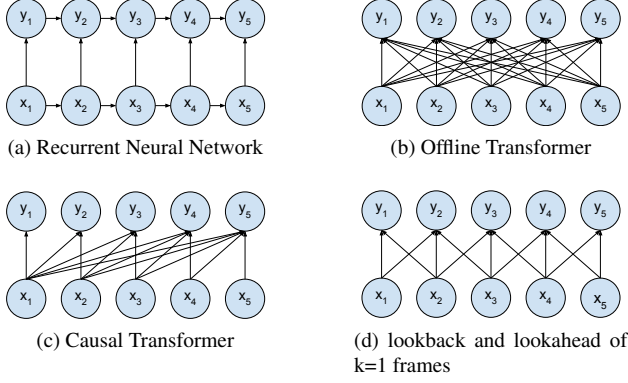 y1 y2 y3 y4 y5
x1 x2 x3 x4 x5
(a) Recurrent Neural Network
y1 y2 y3 y4 y5
x1 x2 x3 x4 x5
(b) Offline Transformer
y1 y2 y3 y4 y5
x1 x2 x3 x4 x5
(c) Causal Transformer
y1 y2 y3 y4 y5
x1 x2 x3 x4 x5
(d) lookback and lookahead of
k=1 frames